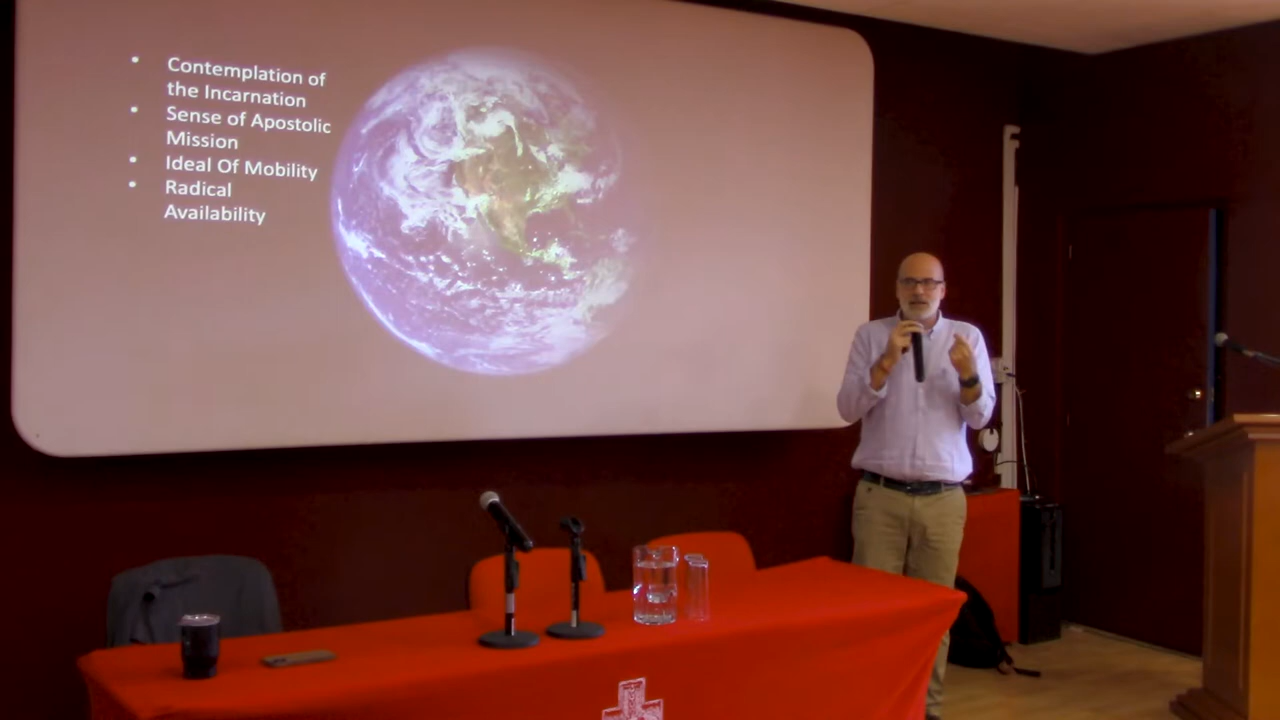 • Contemplation of
the Incarnation
• Sense of Apostolic
Mission
• Ideal Of Mobility
• Radical
Availability